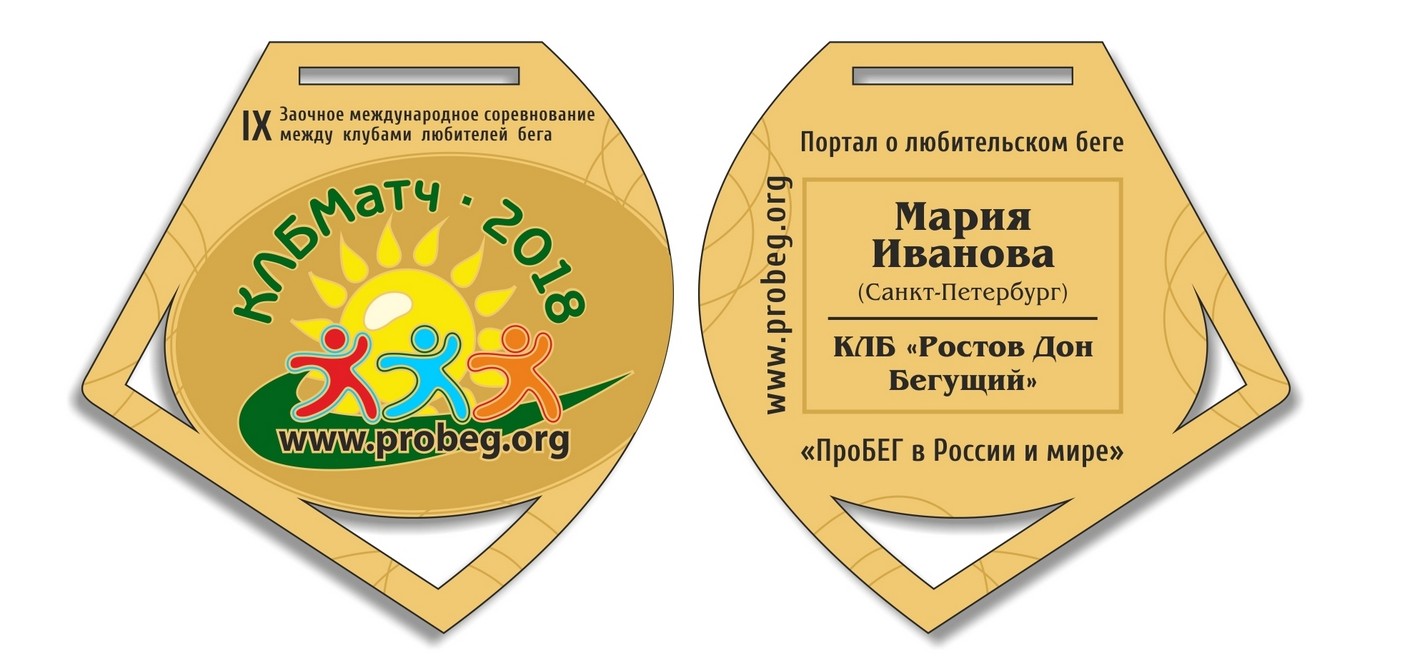 IX Заочное международное соревнование
между клубами любителей бега
КЛБМатч · 2018
www.probeg.org
Портал о любительском беге
www.probeg.org
Мария
Иванова
(Санкт-Петербург)
КЛБ «Ростов Дон
Бегущий»
«ПроБЕГ в России и мире»